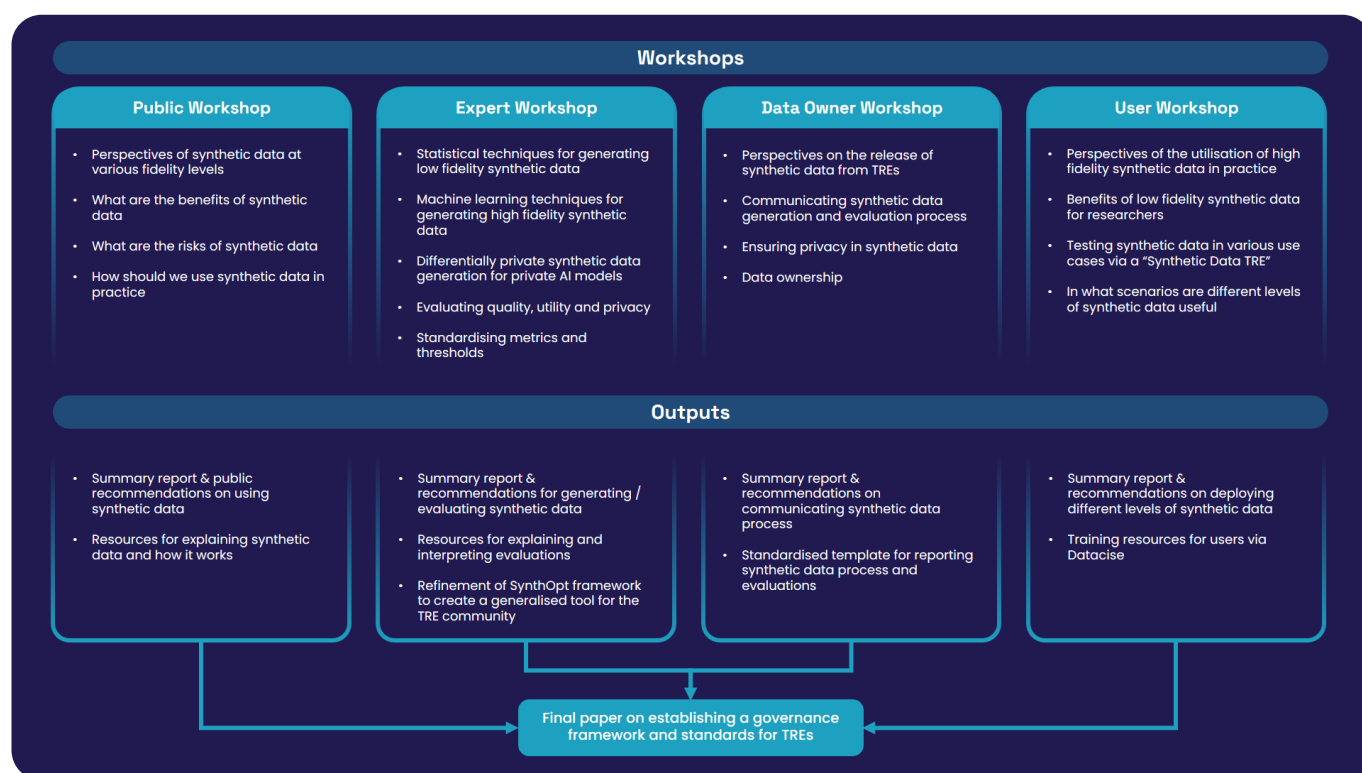 Workshops
Public Workshop
• Perspectives of synthetic data at
various fidelity levels
• What are the benefits of synthetic
data
• What are the risks of synthetic data
• How should we use synthetic data in
practice
Expert Workshop
• Statistical techniques for generating
low fidelity synthetic data
• Machine learning techniques for
generating high fidelity synthetic
data
• Differentially private synthetic data
generation for private AI models
• Evaluating quality, utility and privacy
• Standardising metrics and
thresholds
Data Owner Workshop
• Perspectives on the release of
synthetic data from TREs
• Communicating synthetic data
generation and evaluation process
• Ensuring privacy in synthetic data
• Data ownership
User Workshop
• Perspectives of the utilisation of high
fidelity synthetic data in practice
• Benefits of low fidelity synthetic data
for researchers
• Testing synthetic data in various use
cases via a “Synthetic Data TRE”
• In what scenarios are different levels
of synthetic data useful
Outputs
• Summary report & public
recommendations on using
synthetic data
• Resources for explaining synthetic
data and how it works
• Summary report &
recommendations for generating /
evaluating synthetic data
• Resources for explaining and
interpreting evaluations
• Refinement of SynthOpt framework
to create a generalised tool for the
TRE community
• Summary report &
recommendations on
communicating synthetic data
process
• Standardised template for reporting
synthetic data process and
evaluations
• Summary report &
recommendations on deploying
different levels of synthetic data
• Training resources for users via
Datacise
Final paper on establishing a governance
framework and standards for TREs